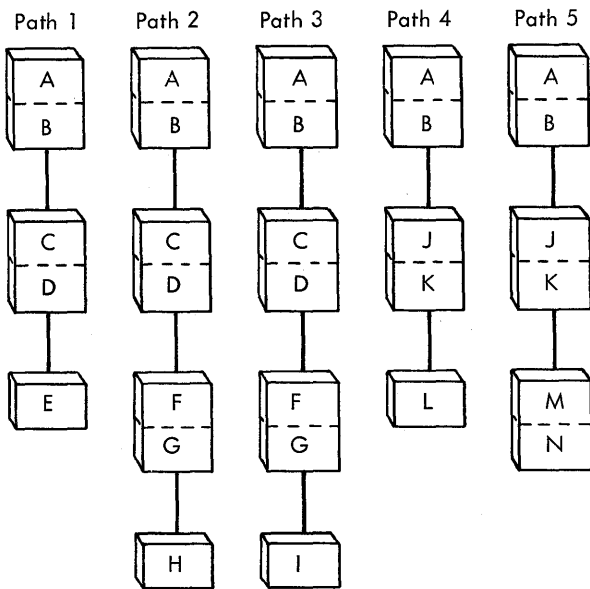 Path 1 Path 2 Path 3 Path 4 Path 5
A A A A A
B B B B B
C C C J J
D D D K K
E F F L M
G G N
H I